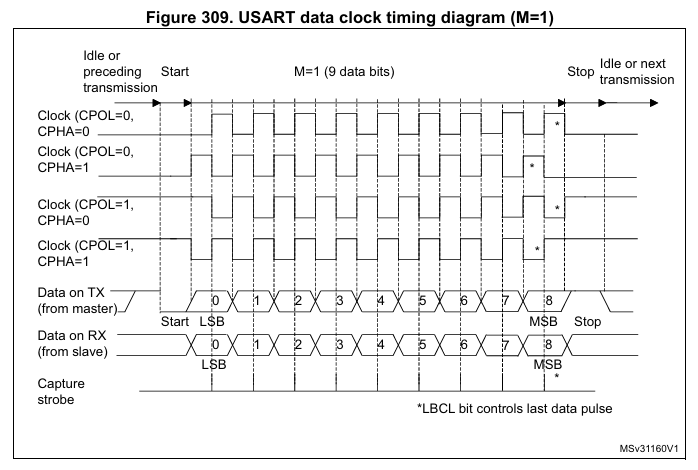 Figure 309. USART data clock timing diagram (M=1)
Idle or
preceding
transmission
Start
M=1 (9 data bits)
Stop
Idle or next
transmission
Clock (CPOL=0,
CPHA=0
*
Clock (CPOL=0,
CPHA=1
*
Clock (CPOL=1,
CPHA=0
*
Clock (CPOL=1,
CPHA=1
*
Data on TX
(from master)
0 1 2 3 4 5 6 7 8
Start LSB MSB Stop
Data on RX
(from slave)
0 1 2 3 4 5 6 7 8
LSB MSB
*
Capture
strobe
*LBCL bit controls last data pulse
MSv31160V1